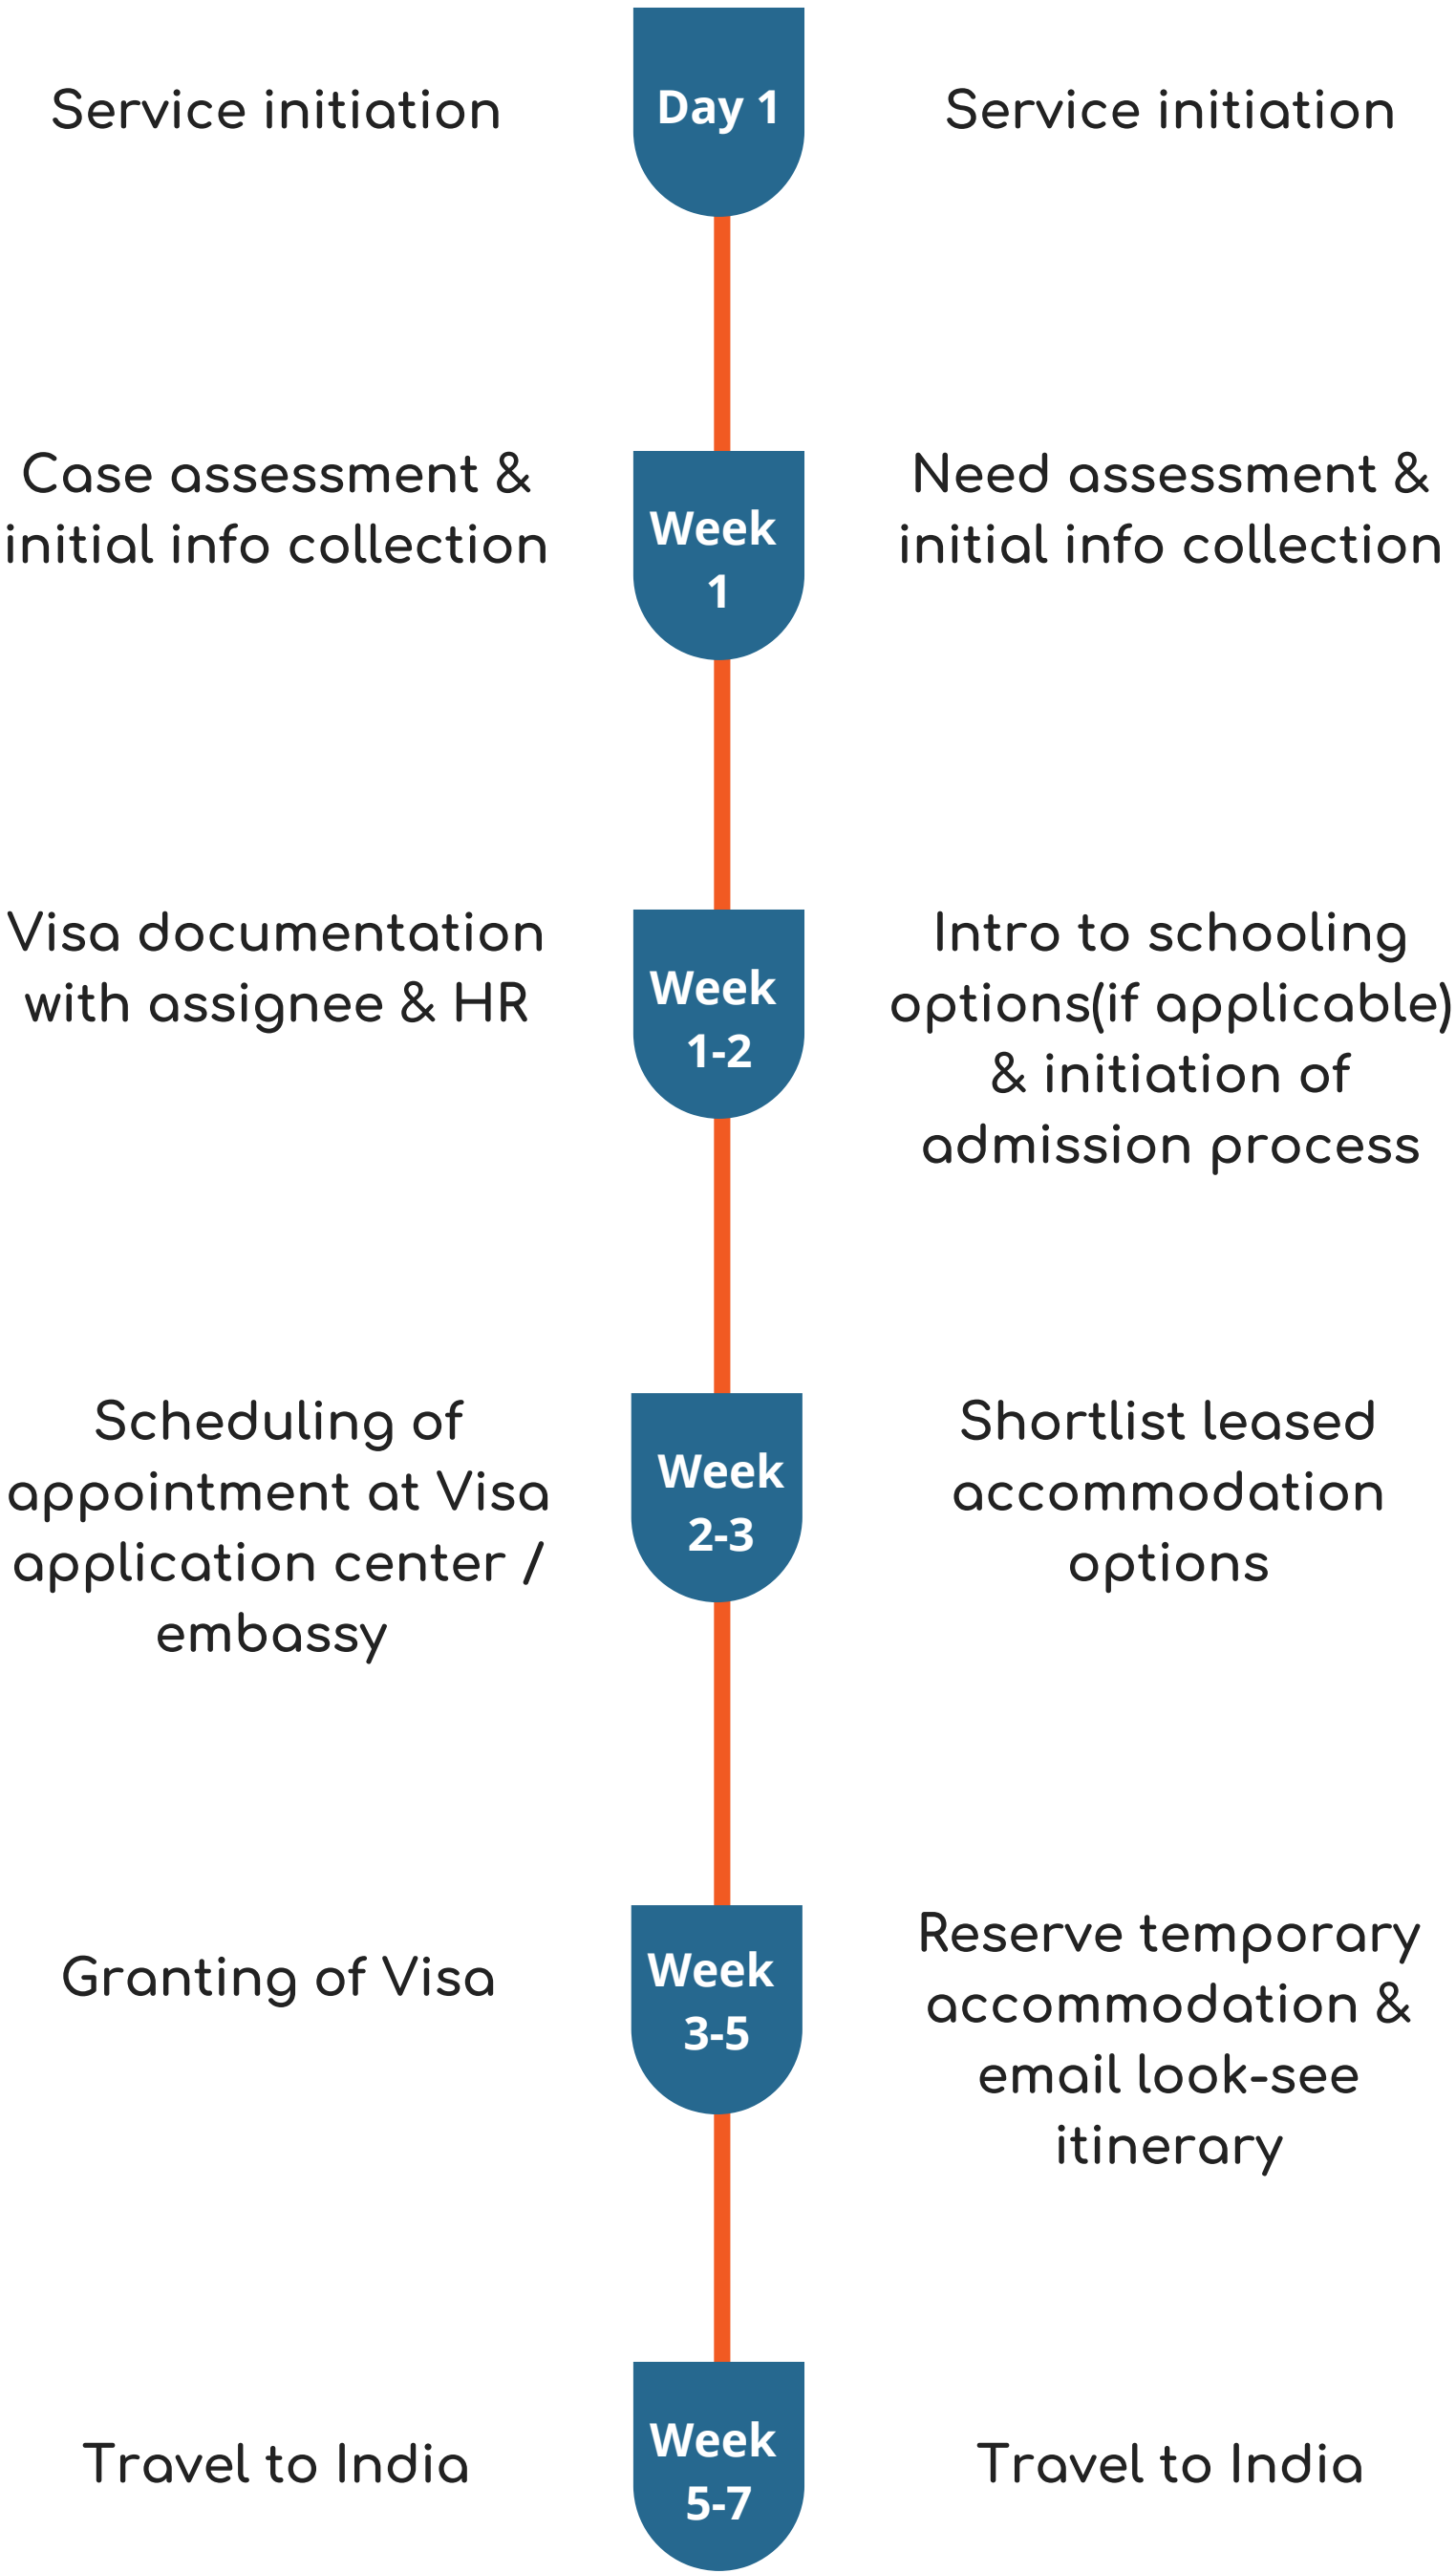 Service initiation
Day 1
Service initiation
Case assessment &
initial info collection
Week
1
Need assessment &
initial info collection
Visa documentation
with assignee & HR
Week
1-2
Intro to schooling
options(if applicable)
& initiation of
admission process
Scheduling of
appointment at Visa
application center /
embassy
Week
2-3
Shortlist leased
accommodation
options
Granting of Visa
Week
3-5
Reserve temporary
accommodation &
email look-see
itinerary
Travel to India
Week
5-7
Travel to India